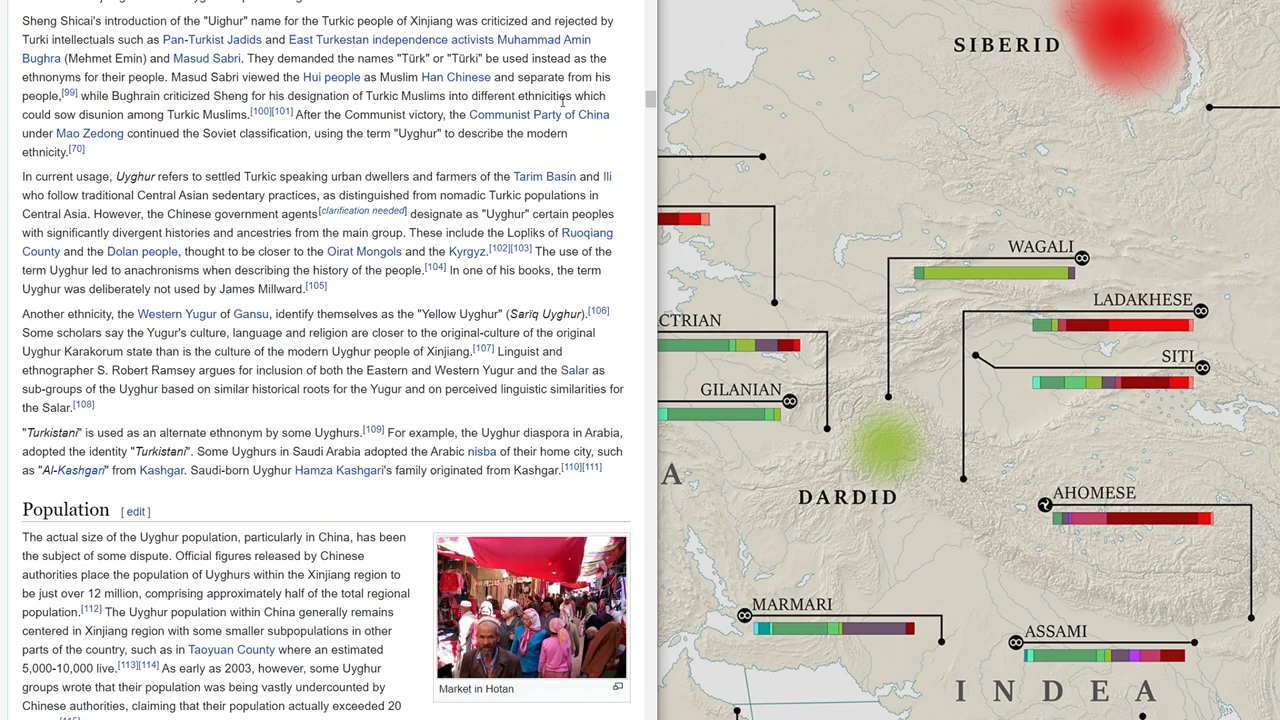 Sheng Shicai's introduction of the "Uighur" name for the Turkic people of Xinjiang was criticized and rejected by
Turki intellectuals such as Pan-Turkist Jadids and East Turkestan independence activists Muhammad Amin
Bughra (Mehmet Emin) and Masud Sabri. They demanded the names "Türk" or "Türki" be used instead as the
ethnonyms for their people. Masud Sabri viewed the Hui people as Muslim Han Chinese and separate from his
people,[99] while Bughrain criticized Sheng for his designation of Turkic Muslims into different ethnicities which
could sow disunion among Turkic Muslims.[100][101] After the Communist victory, the Communist Party of China
under Mao Zedong continued the Soviet classification, using the term "Uyghur" to describe the modern
ethnicity.[70]
In current usage, Uyghur refers to settled Turkic speaking urban dwellers and farmers of the Tarim Basin and Ili
who follow traditional Central Asian sedentary practices, as distinguished from nomadic Turkic populations in
Central Asia. However, the Chinese government agents[clarification needed] designate as "Uyghur" certain peoples
with significantly divergent histories and ancestries from the main group. These include the Lopliks of Ruoqiang
County and the Dolan people, thought to be closer to the Oirat Mongols and the Kyrgyz.[102][103] The use of the
term Uyghur led to anachronisms when describing the history of the people.[104] In one of his books, the term
Uyghur was deliberately not used by James Millward.[105]
Another ethnicity, the Western Yugur of Gansu, identify themselves as the "Yellow Uyghur" (Sarïq Uyghur).[106]
Some scholars say the Yugur's culture, language and religion are closer to the original-culture of the original
Uyghur Karakorum state than is the culture of the modern Uyghur people of Xinjiang.[107] Linguist and
ethnographer S. Robert Ramsey argues for inclusion of both the Eastern and Western Yugur and the Salar as
sub-groups of the Uyghur based on similar historical roots for the Yugur and on perceived linguistic similarities for
the Salar.[108]
"Turkistani" is used as an alternate ethnonym by some Uyghurs.[109] For example, the Uyghur diaspora in Arabia,
adopted the identity "Turkistani". Some Uyghurs in Saudi Arabia adopted the Arabic nisba of their home city, such
as "Al-Kashgari" from Kashgar. Saudi-born Uyghur Hamza Kashgari's family originated from Kashgar.[110][111]
Population [ edit ]
The actual size of the Uyghur population, particularly in China, has been
the subject of some dispute. Official figures released by Chinese
authorities place the population of Uyghurs within the Xinjiang region to
be just over 12 million, comprising approximately half of the total regional
population.[112] The Uyghur population within China generally remains
centered in Xinjiang region with some smaller subpopulations in other
parts of the country, such as in Taoyuan County where an estimated
5,000-10,000 live.[113][114] As early as 2003, however, some Uyghur
groups wrote that their population was being vastly undercounted by
Chinese authorities, claiming that their population actually exceeded 20
Market in Hotan
SIBERID
WAGALI
LADAKHESE
CTRIAN
SITI
GILANIAN
A
DARDID
AHOMESE
MARMARI
ASSAMI
INDEA